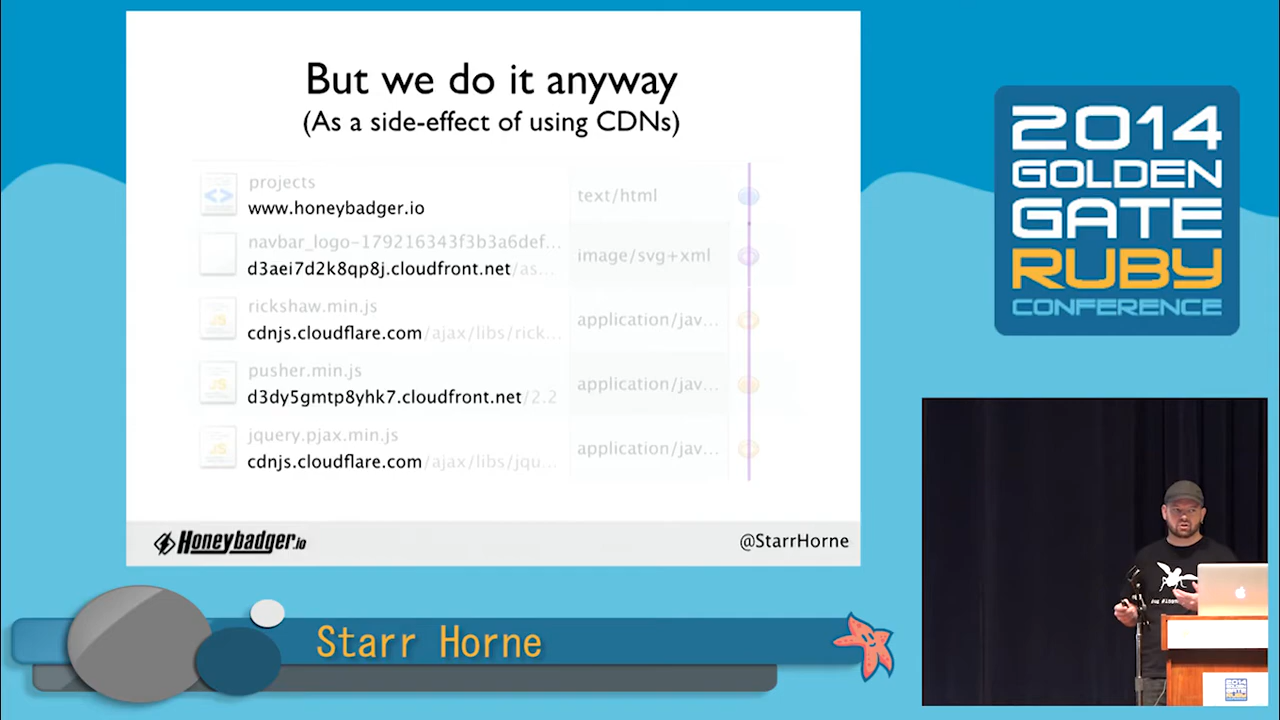 But we do it anyway
(As a side-effect of using CDNs)
projects
www.honeybadger.io
text/html
navbar_logo-179216343f3b3a6def...
d3aei7d2k8qp8j.cloudfront.net/as...
image/svg+xml
rickshaw.min.js
cdnjs.cloudflare.com/ajax/libs/rick...
application/jav...
pusher.min.js
d3dy5gmtp8yhk7.cloudfront.net/2.2
application/jav...
jquery.pjax.min.js
cdnjs.cloudflare.com/ajax/libs/jqu...
application/jav...
Honeybadger.io
@StarrHorne
2014
GOLDEN
GATE
RUBY
CONFERENCE
Starr Horne